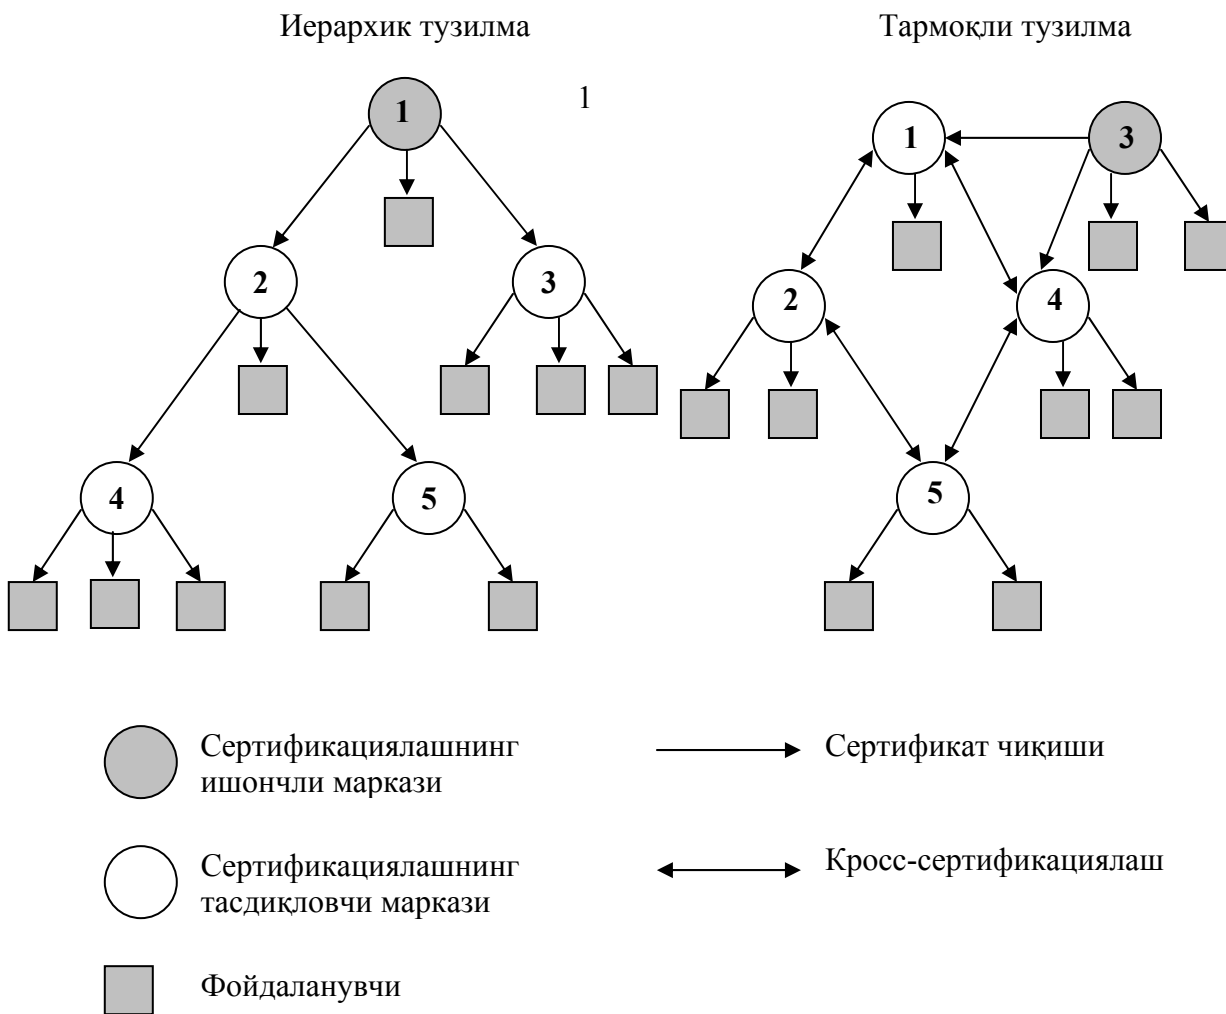 Иерархик тузилма
Тармоқли тузилма
1
1
2
3
4
5
1
3
2
4
5
Сертификациялашнинг
ишончли маркази
Сертификат чиқиши
Сертификациялашнинг
тасдиқловчи маркази
Кросс-сертификациялаш
Фойдаланувчи